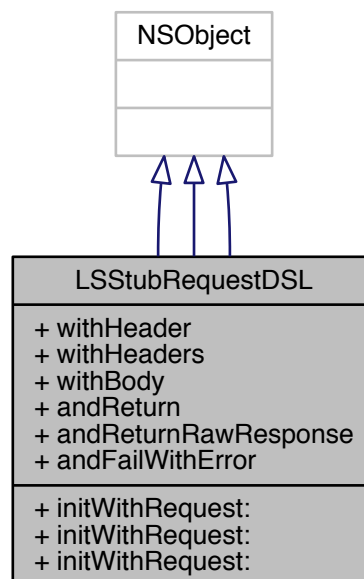 NSObject
LSStubRequestDSL
+ withHeader
+ withHeaders
+ withBody
+ andReturn
+ andReturnRawResponse
+ andFailWithError
+ initWithRequest:
+ initWithRequest:
+ initWithRequest: